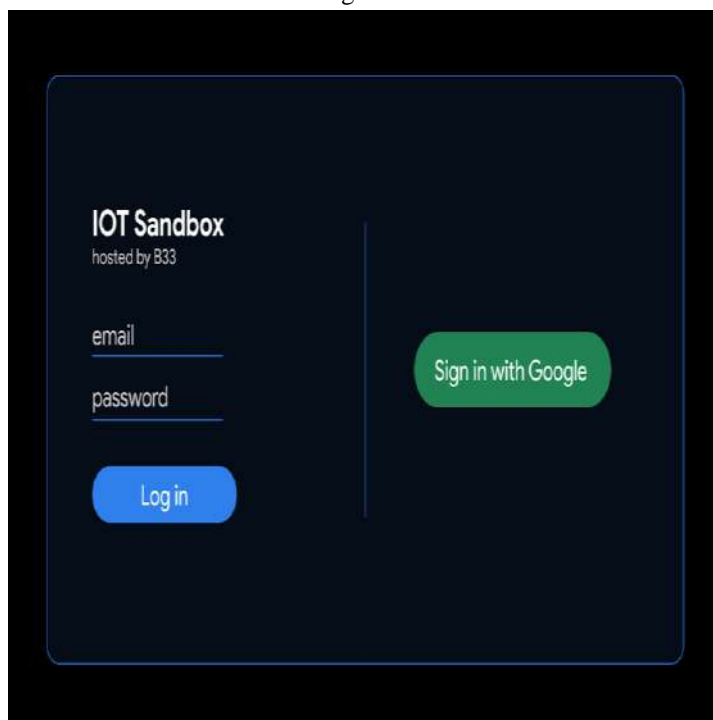 IOT Sandbox
hosted by B33
email
password
Log in
Sign in with Google